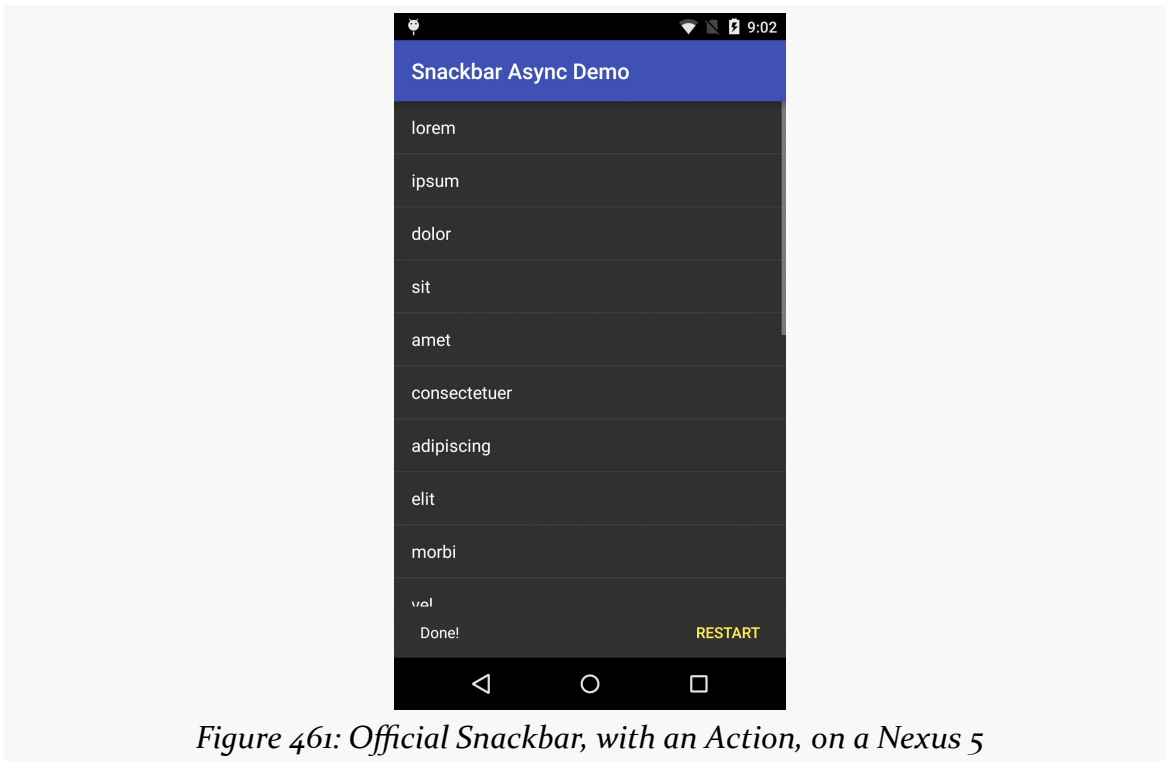 9:02
Snackbar Async Demo
lorem
ipsum
dolor
sit
amet
consectetuer
adipiscing
elit
morbi
vel
Done! RESTART
Figure 461: Official Snackbar, with an Action, on a Nexus 5